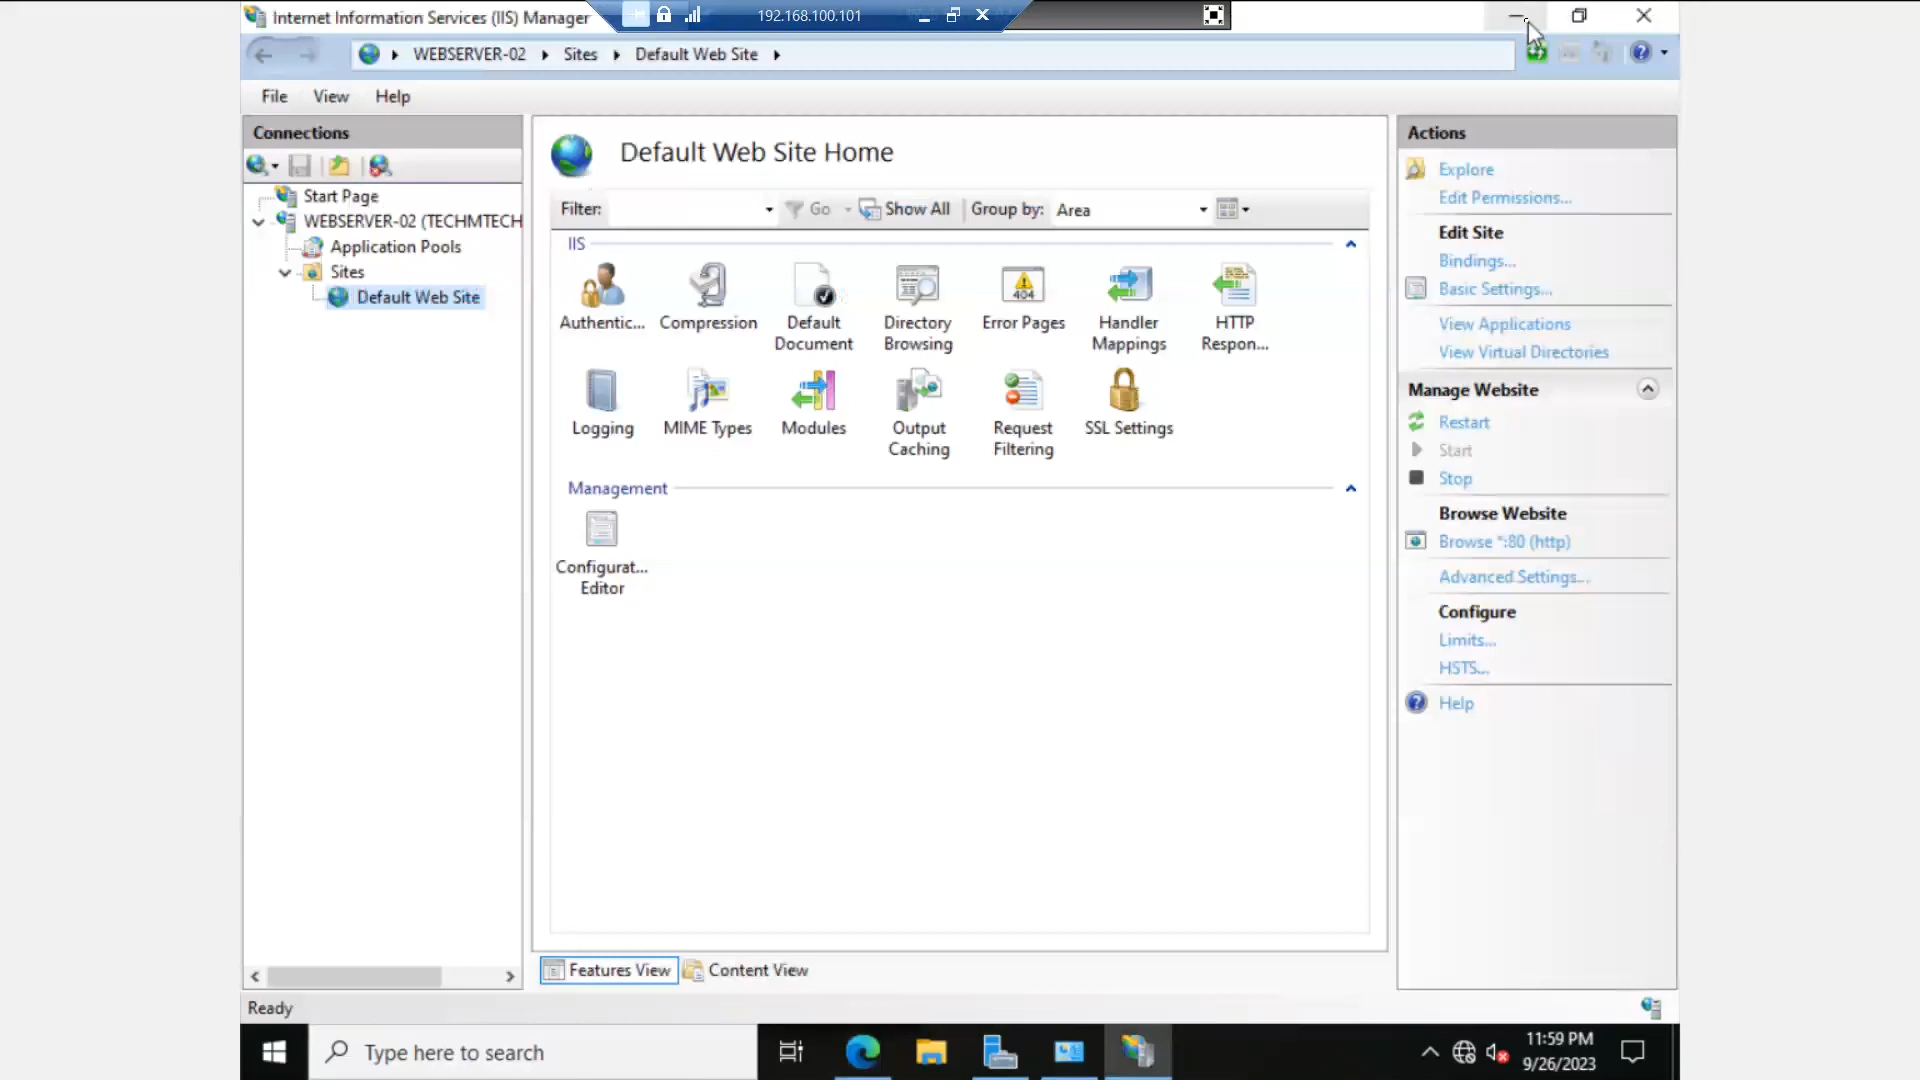 Internet Information Services (IIS) Manager
192.168.100.101
WEBSERVER-02
Sites
Default Web Site
File
View
Help
Connections
Start Page
WEBSERVER-02 (TECHMTECH
Application Pools
Sites
Default Web Site
Default Web Site Home
Filter:
Go
Show All
Group by:
Area
IIS
Authentic...
Compression
Default
Document
Directory
Browsing
Error Pages
404
Handler
Mappings
HTTP
Respon...
Logging
MIME Types
Modules
Output
Caching
Request
Filtering
SSL Settings
Management
Configurat...
Editor
Features View
Content View
Actions
Explore
Edit Permissions...
Edit Site
Bindings...
Basic Settings...
View Applications
View Virtual Directories
Manage Website
Restart
Start
Stop
Browse Website
Browse *:80 (http)
Advanced Settings...
Configure
Limits...
HSTS...
Help
Ready
Type here to search
11:59 PM
9/26/2023